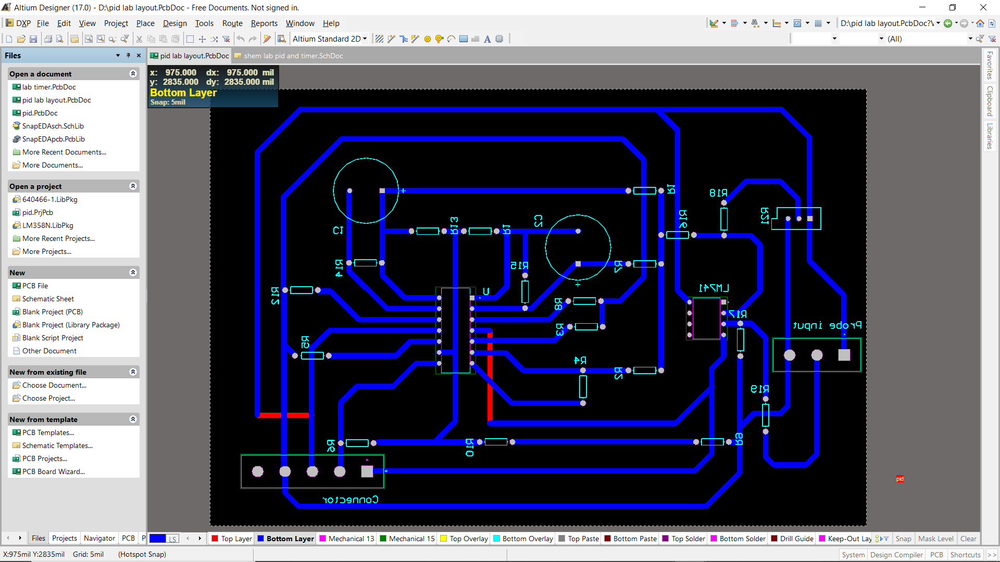 Altium Designer (17.0) - D:\pid lab layout.PcbDoc - Free Documents. Not signed in.
DXP File Edit View Project Place Design Tools Route Reports Window Help
D:\pid lab layout.PcbDoc?V
Altium Standard 2D
(All)
Files
pid lab layout.PcbDoc
shem lab pid and timer.SchDoc
Open a document
lab timer.PcbDoc
pid lab layout.PcbDoc
pid.PcbDoc
SnapEDAsch.SchLib
SnapEDApcb.PcbLib
More Recent Documents...
More Documents...
Open a project
640466-1.LibPkg
pid.PrjPcb
LM358N.LibPkg
More Recent Projects...
More Projects...
New
PCB File
Schematic Sheet
Blank Project (PCB)
Blank Project (Library Package)
Blank Script Project
Other Document
New from existing file
Choose Document...
Choose Project...
New from template
PCB Templates...
Schematic Templates...
PCB Projects...
PCB Board Wizard...
x: 975.000 dx: 975.000 mil
y: 2835.000 dy: 2835.000 mil
Bottom Layer
Snap: 5mil
R1
R18
R21
R16
C1
R13
R1
C2
R14
R15
R7
R12
U
LM741
R8
R17
R3
Probe input
R5
R4
R2
R19
R6
R10
R9
Connector
pid
Favorites
Clipboard
Libraries
Files Projects Navigator PCB P
LS
Top Layer
Bottom Layer
Mechanical 13
Mechanical 15
Top Overlay
Bottom Overlay
Top Paste
Bottom Paste
Top Solder
Bottom Solder
Drill Guide
Keep-Out Lay
Snap
Mask Level
Clear
X:975mil Y:2835mil Grid: 5mil (Hotspot Snap)
System Design Compiler PCB Shortcuts >>